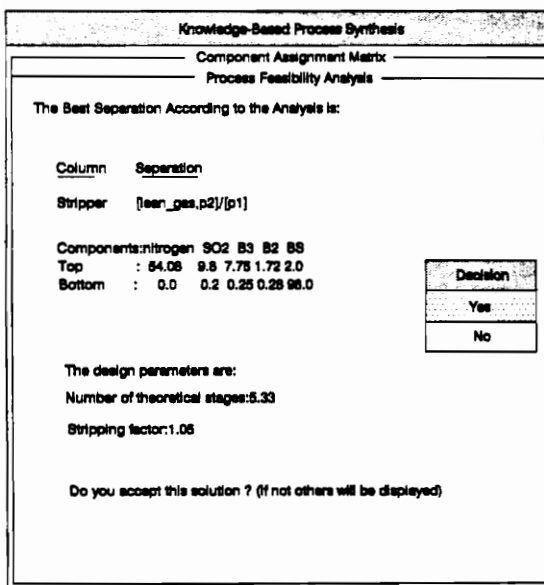 Knowledge-Based Process Synthesis
Component Assignment Matrix
Process Feasibility Analysis
The Best Separation According to the Analysis is:
Column Separation
Stripper [lean_gas,p2]/[p1]
Components:nitrogen SO2 B3 B2 BS
Top : 54.08 9.8 7.75 1.72 2.0
Bottom : 0.0 0.2 0.25 0.28 98.0
Decision
Yes
No
The design parameters are:
Number of theoretical stages:5.33
Stripping factor:1.05
Do you accept this solution ? (If not others will be displayed)